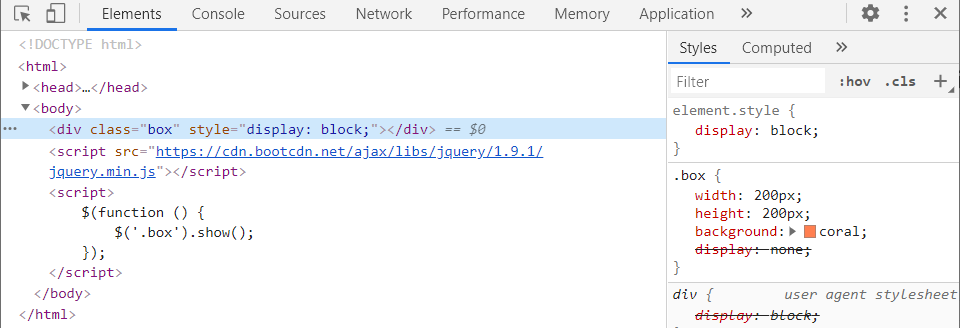 Elements Console Sources Network Performance Memory Application »
<!DOCTYPE html>
<html>
<head>…</head>
<body>
<div class="box" style="display: block;"></div> == $0
<script src="https://cdn.bootcdn.net/ajax/libs/jquery/1.9.1/
jquery.min.js"></script>
<script>
$(function () {
$('.box').show();
});
</script>
</body>
</html>
Styles Computed »
Filter :hov .cls +
element.style {
display: block;
}
.box {
width: 200px;
height: 200px;
background: coral;
display: none;
}
div { user agent stylesheet
display: block;